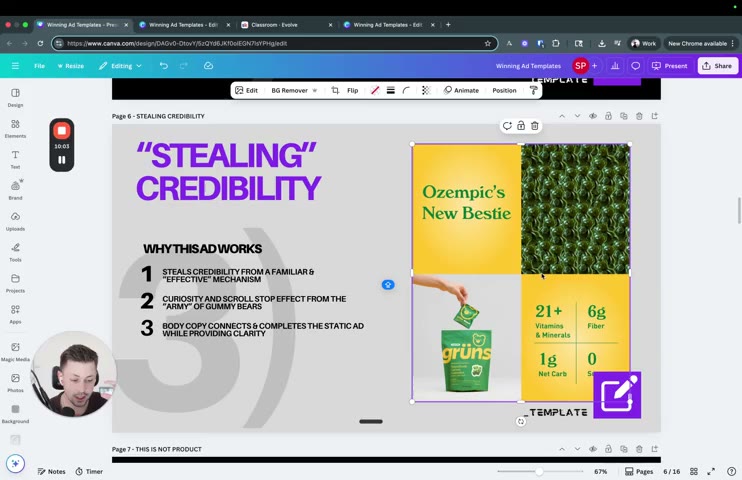 Winning Ad Templates - Pre
Winning Ad Templates - Edit
Classroom - Evolve
Winning Ad Templates - Edit
https://www.canva.com/design/DAGv0-DtovY/5zQYd6JKf0oIEGN7lsYPHg/edit
Work
New Chrome available
File
Resize
Editing
Winning Ad Templates
SP
Present
Share
Edit
BG Remover
Flip
Animate
Position
TEMPLATE
Design
Elements
Text
Brand
Uploads
Tools
Projects
Apps
Magic Media
Photos
Background
10:03
Page 6 - STEALING CREDIBILITY
“STEALING”
CREDIBILITY
WHY THIS AD WORKS
1 STEALS CREDIBILITY FROM A FAMILIAR &
“EFFECTIVE” MECHANISM
2 CURIOSITY AND SCROLL STOP EFFECT FROM THE
“ARMY” OF GUMMY BEARS
3 BODY COPY CONNECTS & COMPLETES THE STATIC AD
WHILE PROVIDING CLARITY
3)
Ozempic’s
New Bestie
grüns
21+
Vitamins
& Minerals
6g
Fiber
1g
Net Carb
0
_TEMPLATE
Page 7 - THIS IS NOT PRODUCT
Notes
Timer
67%
Pages
6 / 16